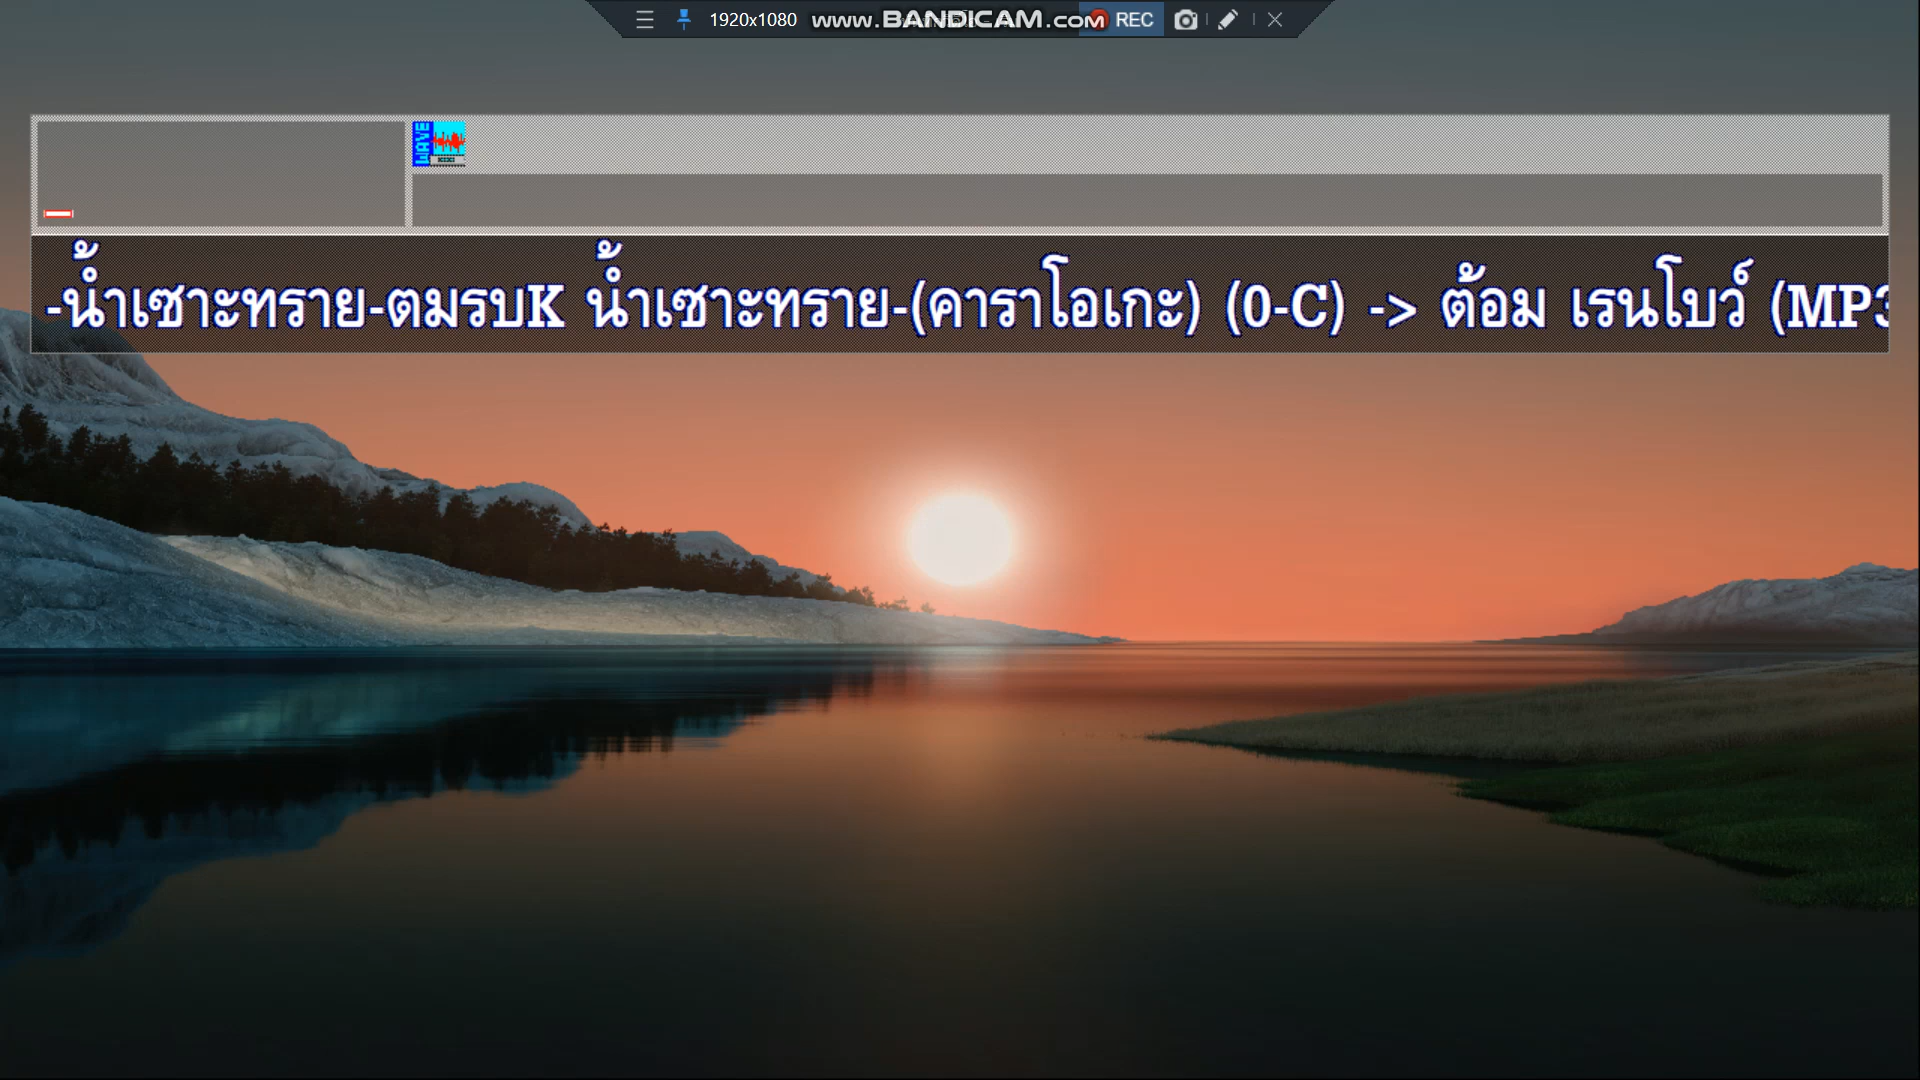 1920x1080 www.BANDICAM.com REC
WAVE
-น้ำเซาะทราย-ตมรบK น้ำเซาะทราย-(คาราโอเกะ) (0-C) -> ต้อม เรนโบว์ (MP3